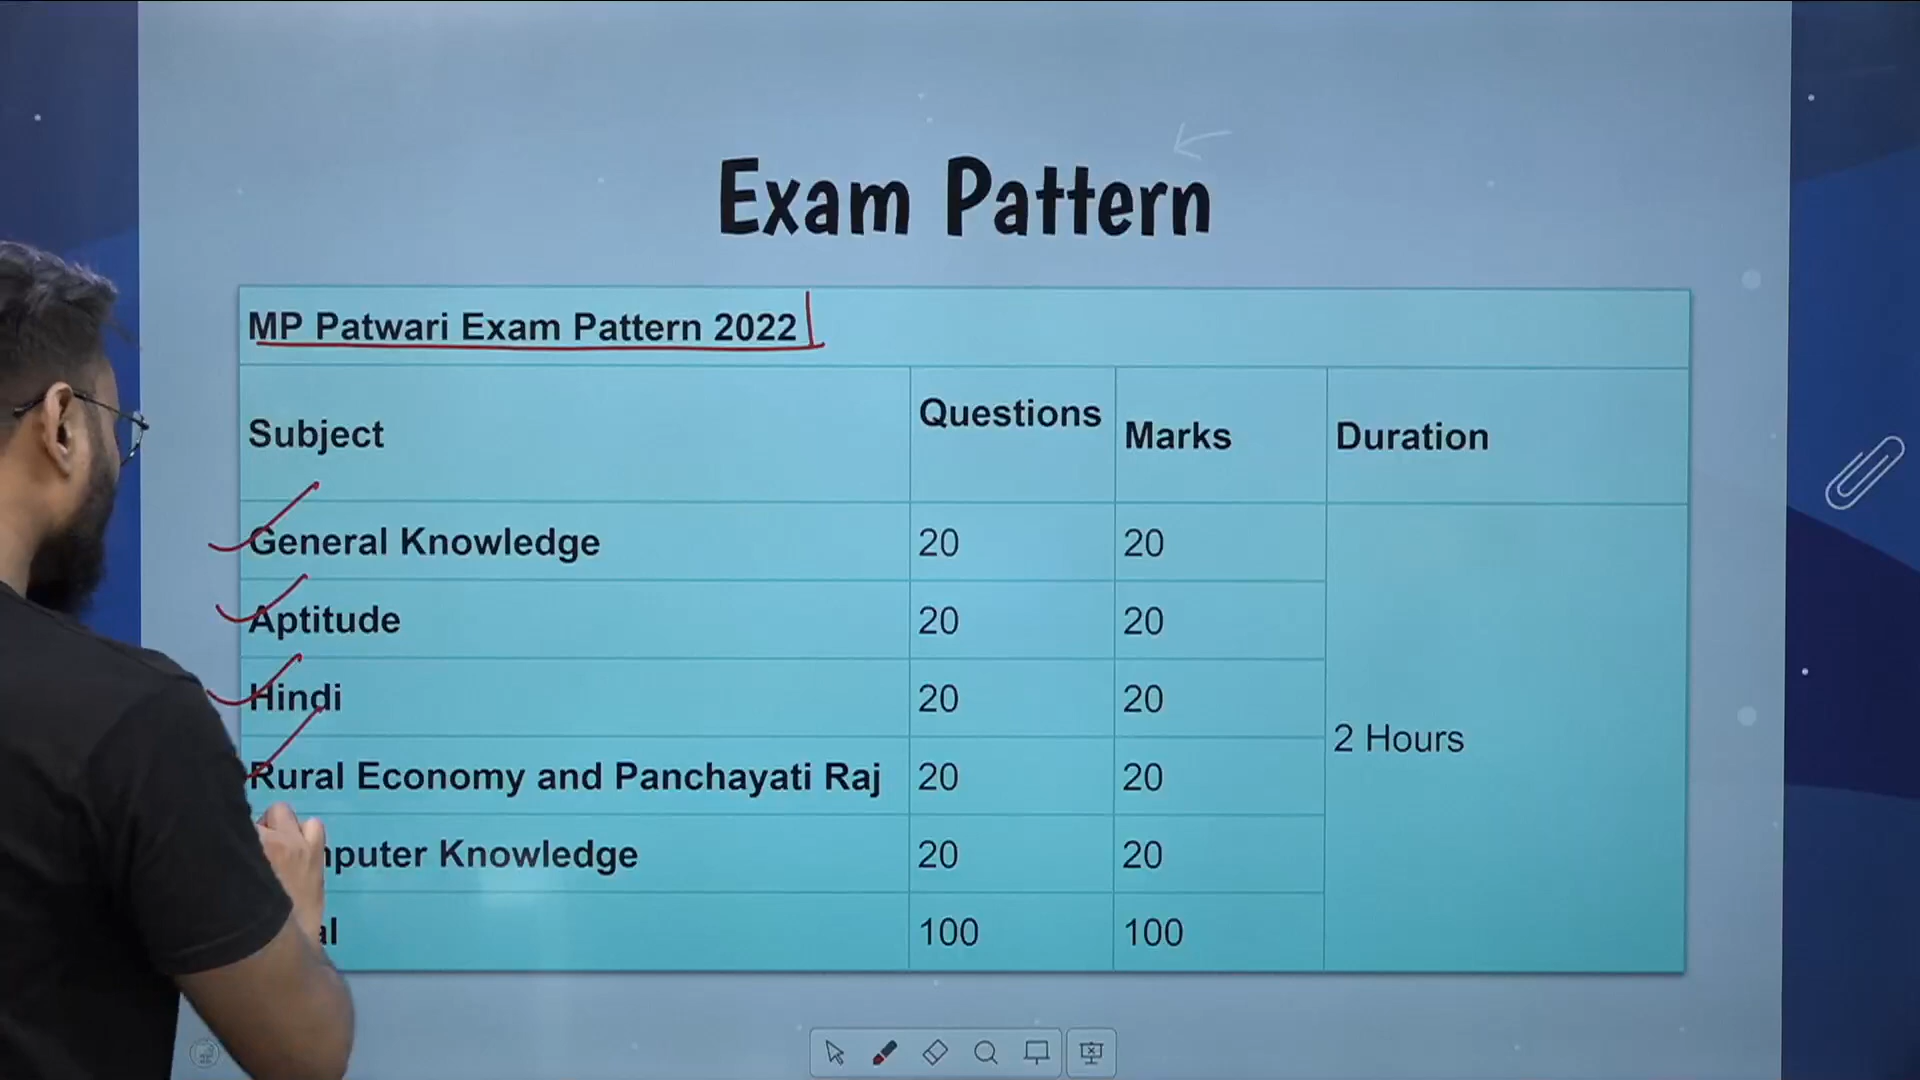 Exam Pattern
MP Patwari Exam Pattern 2022
Subject Questions Marks Duration
General Knowledge 20 20
Aptitude 20 20
Hindi 20 20
2 Hours
Rural Economy and Panchayati Raj 20 20
Knowledge 20 20
100 100